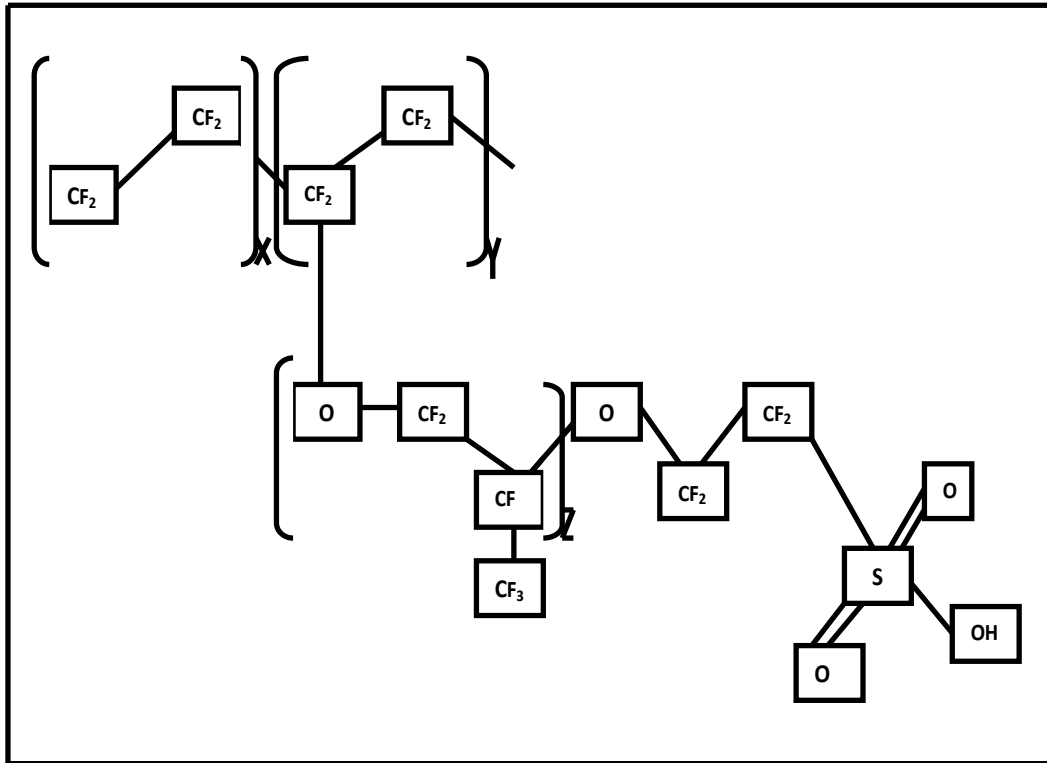 CF₂ CF₂
CF₂ CF₂
X Y
O CF₂ O CF₂
CF CF₂ O
Z
CF₃ S
OH
O